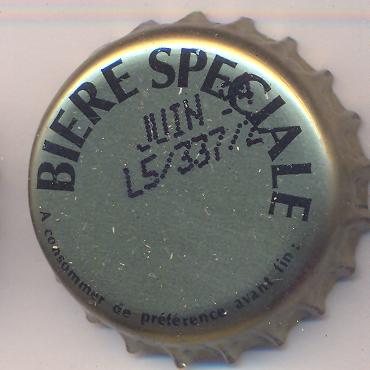 BIERE SPECIALE
JUIN
L5/337
A consommer de préférence avant fin :